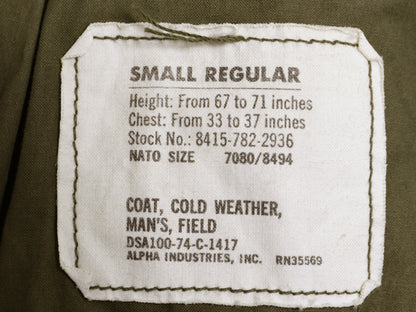 SMALL REGULAR
Height: From 67 to 71 inches
Chest: From 33 to 37 inches
Stock No.: 8415-782-2936
NATO SIZE 7080/8494
COAT, COLD WEATHER,
MAN'S, FIELD
DSA100-74-C-1417
ALPHA INDUSTRIES, INC. RN35569